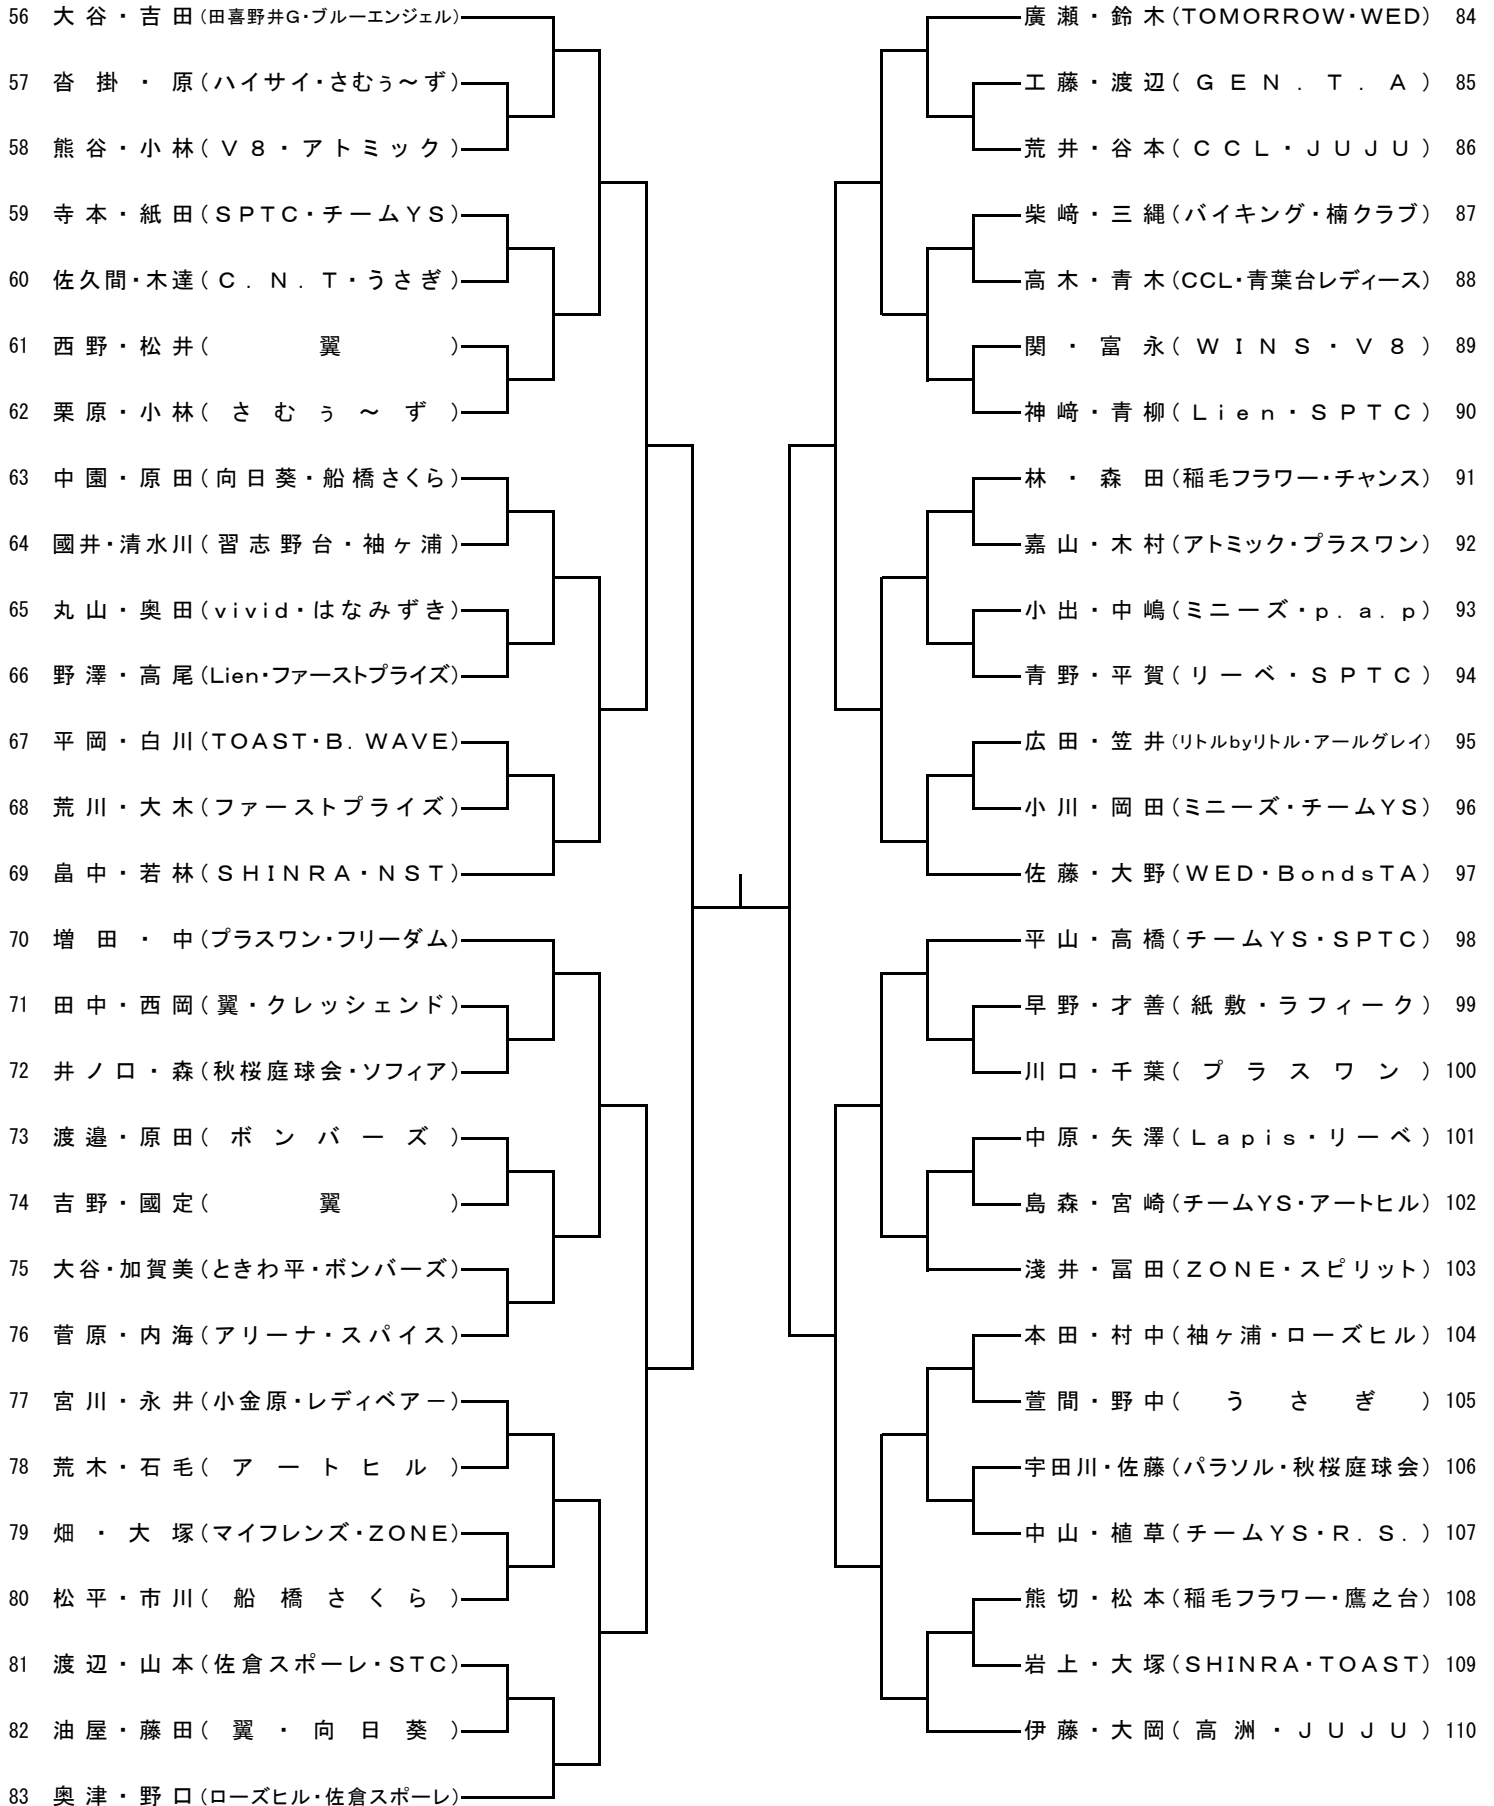 56 大谷・吉田(田喜野井G・ブルーエンジェル)
57 沓掛・原(ハイサイ・さむぅ～ず)
58 熊谷・小林(V8・アトミック)
59 寺本・紙田(SPTC・チームYS)
60 佐久間・木達(C.N.T・うさぎ)
61 西野・松井(翼)
62 栗原・小林(さむぅ～ず)
63 中園・原田(向日葵・船橋さくら)
64 國井・清水川(習志野台・袖ヶ浦)
65 丸山・奥田(vivid・はなみずき)
66 野澤・高尾(Lien・ファーストプライズ)
67 平岡・白川(TOAST・B.WAVE)
68 荒川・大木(ファーストプライズ)
69 畠中・若林(SHINRA・NST)
70 増田・中(プラスワン・フリーダム)
71 田中・西岡(翼・クレッシェンド)
72 井ノ口・森(秋桜庭球会・ソフィア)
73 渡邉・原田(ボンバーズ)
74 吉野・國定(翼)
75 大谷・加賀美(ときわ平・ボンバーズ)
76 菅原・内海(アリーナ・スパイス)
77 宮川・永井(小金原・レディベアー)
78 荒木・石毛(アートヒル)
79 畑・大塚(マイフレンズ・ZONE)
80 松平・市川(船橋さくら)
81 渡辺・山本(佐倉スポーレ・STC)
82 油屋・藤田(翼・向日葵)
83 奥津・野口(ローズヒル・佐倉スポーレ)
廣瀬・鈴木(TOMORROW・WED) 84
工藤・渡辺(GEN.T.A) 85
荒井・谷本(CCL・JUJU) 86
柴﨑・三縄(バイキング・楠クラブ) 87
高木・青木(CCL・青葉台レディース) 88
関・富永(WINS・V8) 89
神﨑・青柳(Lien・SPTC) 90
林・森田(稲毛フラワー・チャンス) 91
嘉山・木村(アトミック・プラスワン) 92
小出・中嶋(ミニーズ・p.a.p) 93
青野・平賀(リーベ・SPTC) 94
広田・笠井(リトルbyリトル・アールグレイ) 95
小川・岡田(ミニーズ・チームYS) 96
佐藤・大野(WED・BondsTA) 97
平山・高橋(チームYS・SPTC) 98
早野・才善(紙敷・ラフィーク) 99
川口・千葉(プラスワン) 100
中原・矢澤(Lapis・リーベ) 101
島森・宮崎(チームYS・アートヒル) 102
淺井・冨田(ZONE・スピリット) 103
本田・村中(袖ヶ浦・ローズヒル) 104
萱間・野中(うさぎ) 105
宇田川・佐藤(パラソル・秋桜庭球会) 106
中山・植草(チームYS・R.S.) 107
熊切・松本(稲毛フラワー・鷹之台) 108
岩上・大塚(SHINRA・TOAST) 109
伊藤・大岡(高洲・JUJU) 110